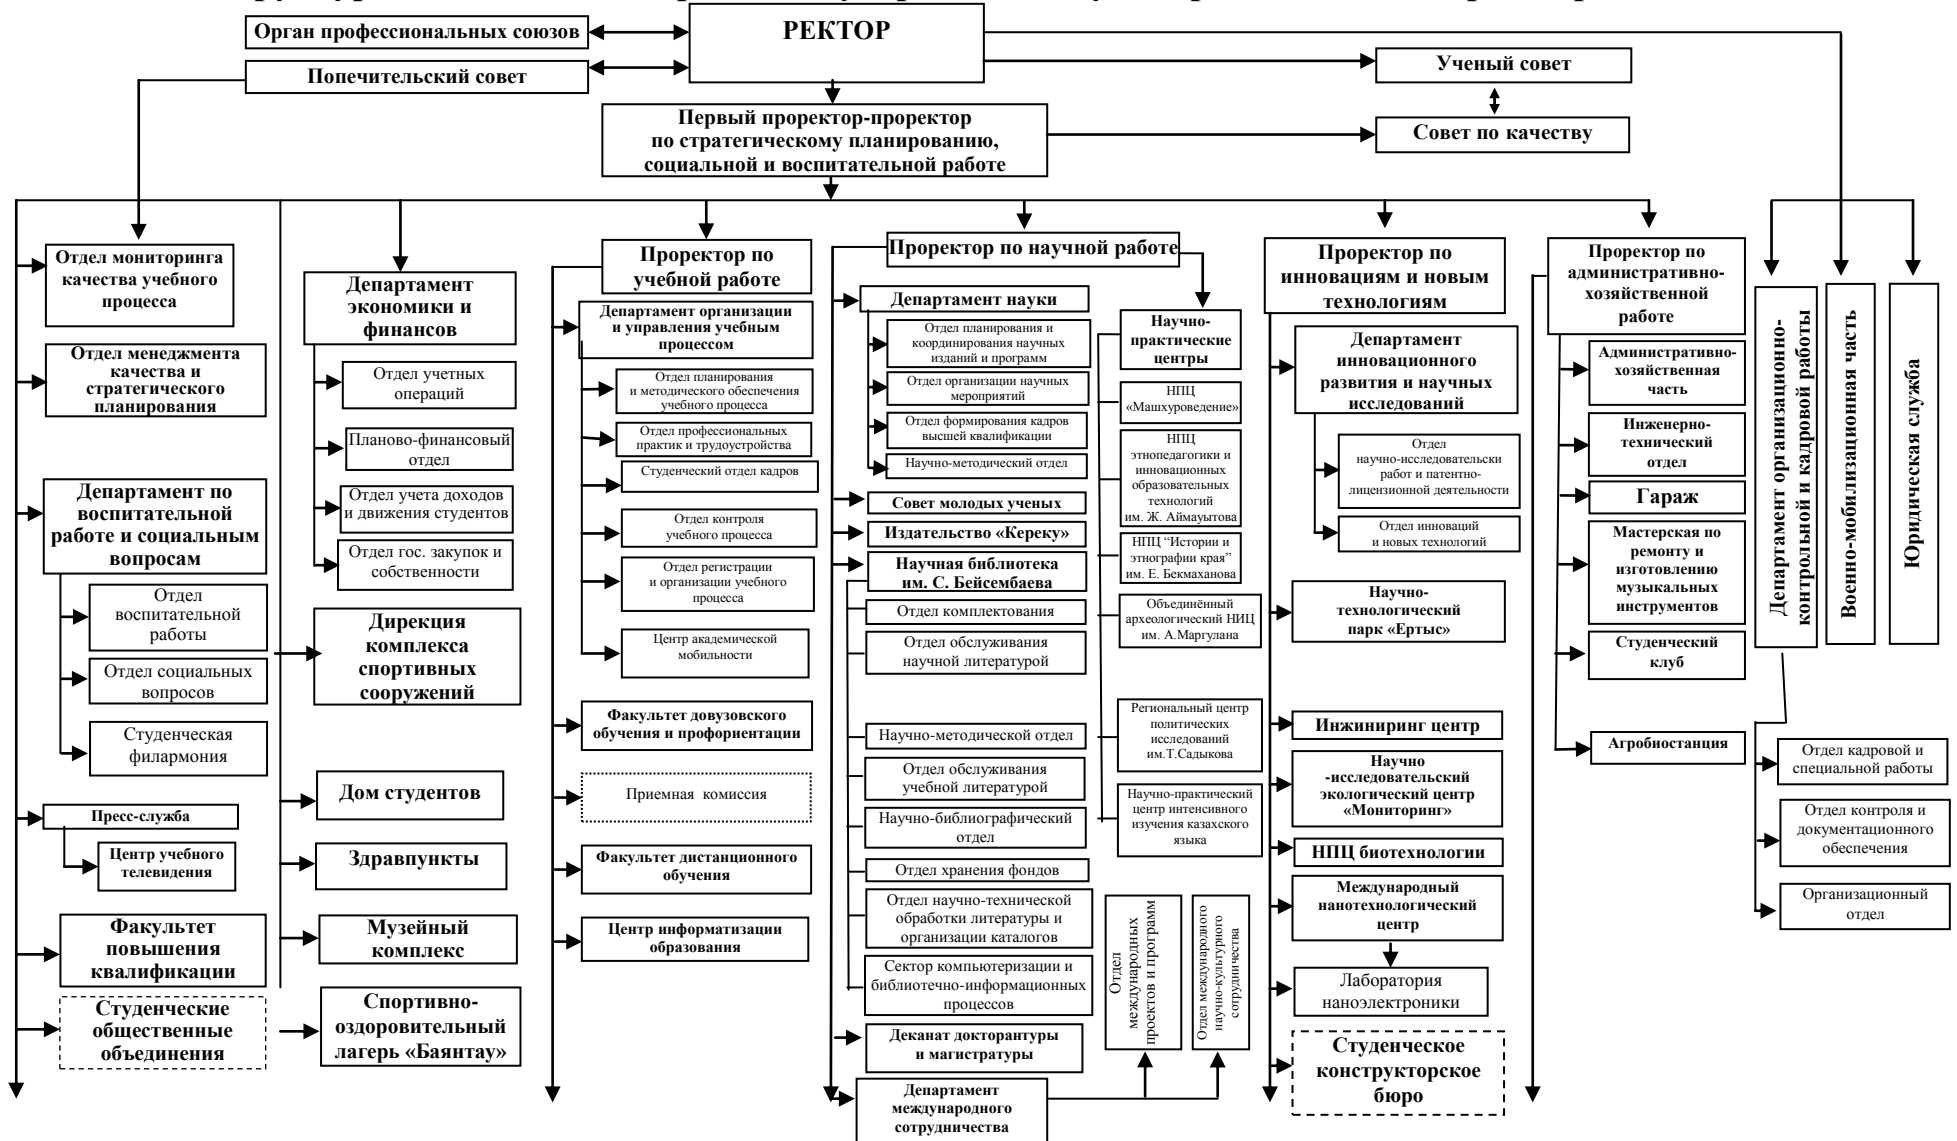 Орган профессиональных союзов
РЕКТОР
Попечительский совет
Ученый совет
Первый проректор-проректор
по стратегическому планированию,
социальной и воспитательной работе
Совет по качеству
Отдел мониторинга
качества учебного
процесса
Отдел менеджмента
качества и
стратегического
планирования
Департамент по
воспитательной
работе и социальным
вопросам
Отдел
воспитательной
работы
Отдел социальных
вопросов
Студенческая
филармония
Пресс-служба
Центр учебного
телевидения
Факультет
повышения
квалификации
Студенческие
общественные
объединения
Департамент
экономики и
финансов
Отдел учетных
операций
Планово-финансовый
отдел
Отдел учета доходов
и движения студентов
Отдел гос. закупок и
собственности
Дирекция
комплекса
спортивных
сооружений
Дом студентов
Здравпункты
Музейный
комплекс
Спортивно-
оздоровительный
лагерь «Баянтау»
Проректор по
учебной работе
Департамент организации
и управления учебным
процессом
Отдел планирования
и методического обеспечения
учебного процесса
Отдел профессиональных
практик и трудоустройства
Студенческий отдел кадров
Отдел контроля
учебного процесса
Отдел регистрации
и организации учебного
процесса
Центр академической
мобильности
Факультет довузовского
обучения и профориентации
Приемная комиссия
Факультет дистанционного
обучения
Центр информатизации
образования
Проректор по научной работе
Департамент науки
Отдел планирования и
координирования научных
изданий и программ
Отдел организации научных
мероприятий
Отдел формирования кадров
высшей квалификации
Научно-методический отдел
Совет молодых ученых
Издательство «Кереку»
Научная библиотека
им. С. Бейсембаева
Отдел комплектования
Отдел обслуживания
научной литературой
Научно-методической отдел
Отдел обслуживания
учебной литературой
Научно-библиографический
отдел
Отдел хранения фондов
Отдел научно-технической
обработки литературы и
организации каталогов
Сектор компьютеризации и
библиотечно-информационных
процессов
Деканат докторантуры
и магистратуры
Департамент
международного
сотрудничества
Научно-
практические
центры
НПЦ
«Машхуроведение»
НПЦ
этнопедагогики и
инновационных
образовательных
технологий
им. Ж. Аймауытова
НПЦ “Истории и
этнографии края”
им. Е. Бекмаханова
Объединённый
археологический НИЦ
им. А.Маргулана
Региональный центр
политических
исследований
им.Т.Садыкова
Научно-практический
центр интенсивного
изучения казахского
языка
Отдел
международных
проектов и программ
Отдел международного
научно-культурного
сотрудничества
Проректор по
инновациям и новым
технологиям
Департамент
инновационного
развития и научных
исследований
Отдел
научно-исследовательски
работ и патентно-
лицензионной деятельности
Отдел инноваций
и новых технологий
Научно-
технологический
парк «Ертыс»
Инжиниринг центр
Научно
-исследовательский
экологический центр
«Мониторинг»
НПЦ биотехнологии
Международный
нанотехнологический
центр
Лаборатория
наноэлектроники
Студенческое
конструкторское
бюро
Проректор по
административно-
хозяйственной
работе
Административно-
хозяйственная
часть
Инженерно-
технический
отдел
Гараж
Мастерская по
ремонту и
изготовлению
музыкальных
инструментов
Студенческий
клуб
Агробиостанция
Департамент организационно-
контрольной и кадровой работы
Военно-мобилизационная часть
Юридическая служба
Отдел кадровой и
специальной работы
Отдел контроля и
документационного
обеспечения
Организационный
отдел